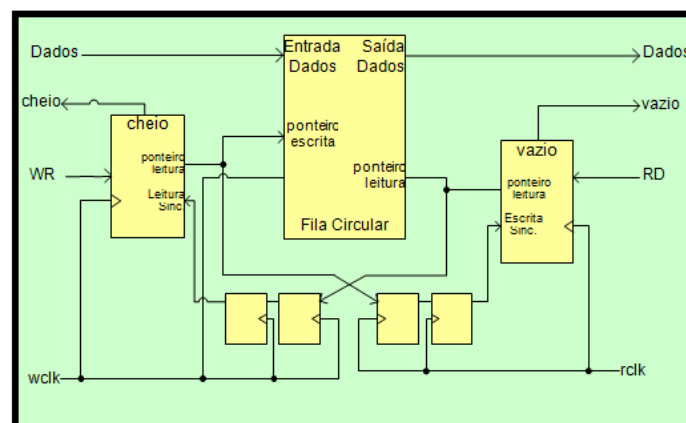 Dados
Entrada Dados
Saída Dados
Dados
cheio
vazio
cheio
ponteiro escrita
vazio
ponteiro leitura
WR
ponteiro leitura
ponteiro leitura
RD
Leitura Sinc.
Escrita Sinc.
Fila Circular
wclk
rclk